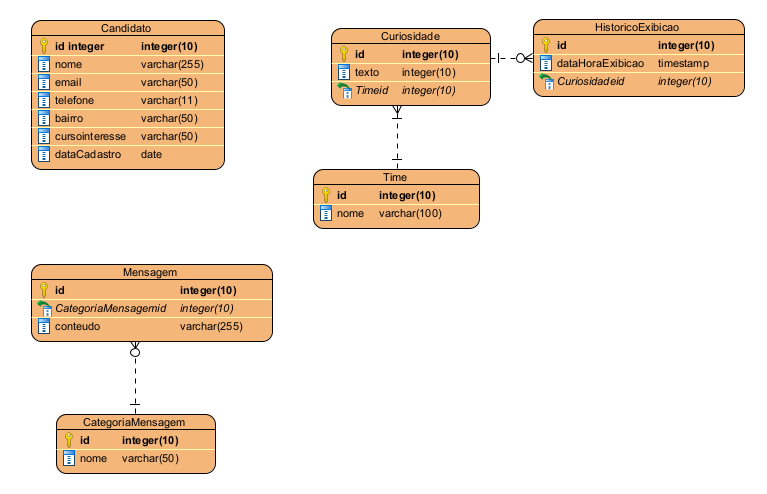 Candidato
id integer integer(10)
nome varchar(255)
email varchar(50)
telefone varchar(11)
bairro varchar(50)
cursointeresse varchar(50)
dataCadastro date
Curiosidade
id integer(10)
texto integer(10)
Timeid integer(10)
HistoricoExibicao
id integer(10)
dataHoraExibicao timestamp
Curiosidadeid integer(10)
Time
id integer(10)
nome varchar(100)
Mensagem
id integer(10)
CategoriaMensagemid integer(10)
conteudo varchar(255)
CategoriaMensagem
id integer(10)
nome varchar(50)